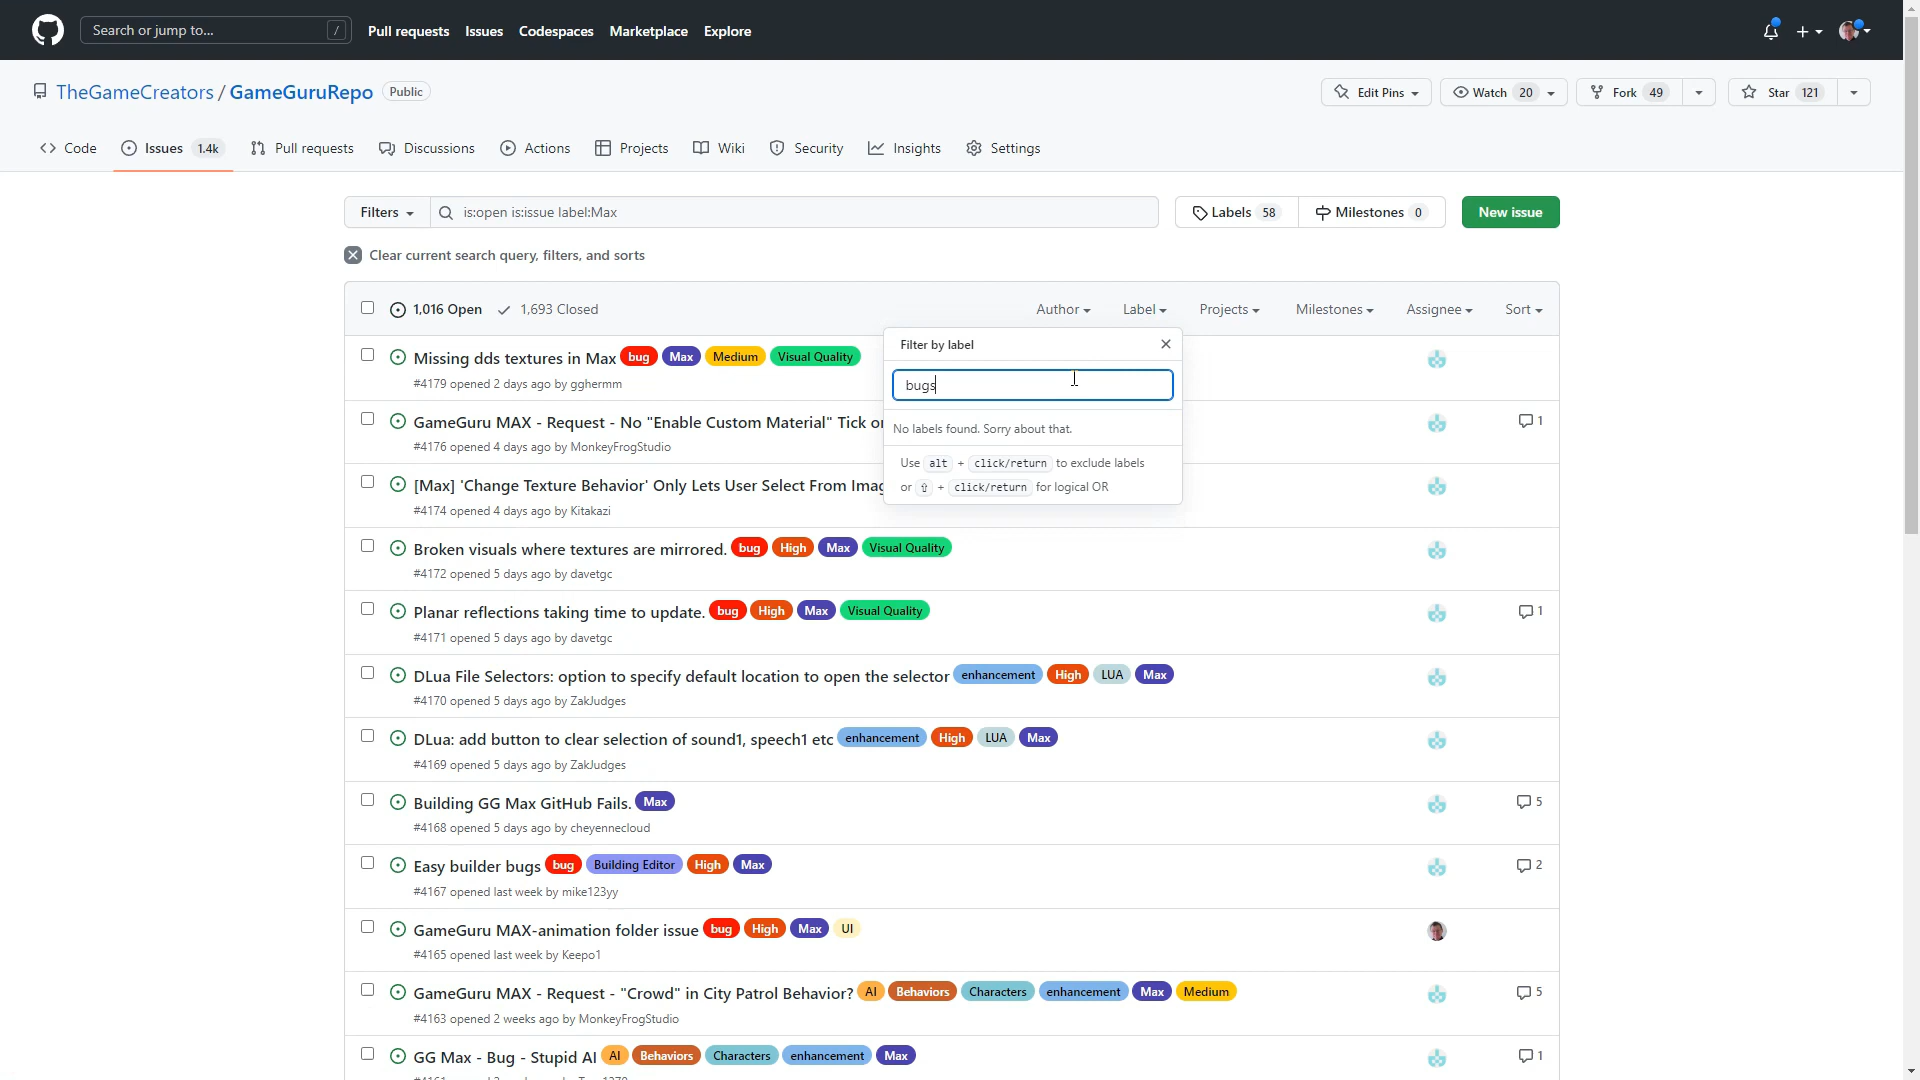 Search or jump to... /
Pull requests Issues Codespaces Marketplace Explore
TheGameCreators / GameGuruRepo Public
Edit Pins Watch 20 Fork 49 Star 121
Code Issues 1.4k Pull requests Discussions Actions Projects Wiki Security Insights Settings
Filters is:open is:issue label:Max Labels 58 Milestones 0 New issue
Clear current search query, filters, and sorts
1,016 Open 1,693 Closed Author Label Projects Milestones Assignee Sort
Filter by label
bugs
No labels found. Sorry about that.
Use alt + click/return to exclude labels
or ⇧ + click/return for logical OR
Missing dds textures in Max bug Max Medium Visual Quality
#4179 opened 2 days ago by gghermm
GameGuru MAX - Request - No "Enable Custom Material" Tick 1
#4176 opened 4 days ago by MonkeyFrogStudio
[Max] 'Change Texture Behavior' Only Lets User Select From
#4174 opened 4 days ago by Kitakazi
Broken visuals where textures are mirrored. bug High Max Visual Quality
#4172 opened 5 days ago by davetgc
Planar reflections taking time to update. bug High Max Visual Quality 1
#4171 opened 5 days ago by davetgc
DLua File Selectors: option to specify default location to open the selector enhancement High LUA Max
#4170 opened 5 days ago by ZakJudges
DLua: add button to clear selection of sound1, speech1 etc enhancement High LUA Max
#4169 opened 5 days ago by ZakJudges
Building GG Max GitHub Fails. Max 5
#4168 opened 5 days ago by cheyennecloud
Easy builder bugs bug Building Editor High Max 2
#4167 opened last week by mike123yy
GameGuru MAX-animation folder issue bug High Max UI
#4165 opened last week by Keepo1
GameGuru MAX - Request - "Crowd" in City Patrol Behavior? AI Behaviors Characters enhancement Max Medium 5
#4163 opened 2 weeks ago by MonkeyFrogStudio
GG Max - Bug - Stupid AI AI Behaviors Characters enhancement Max 1